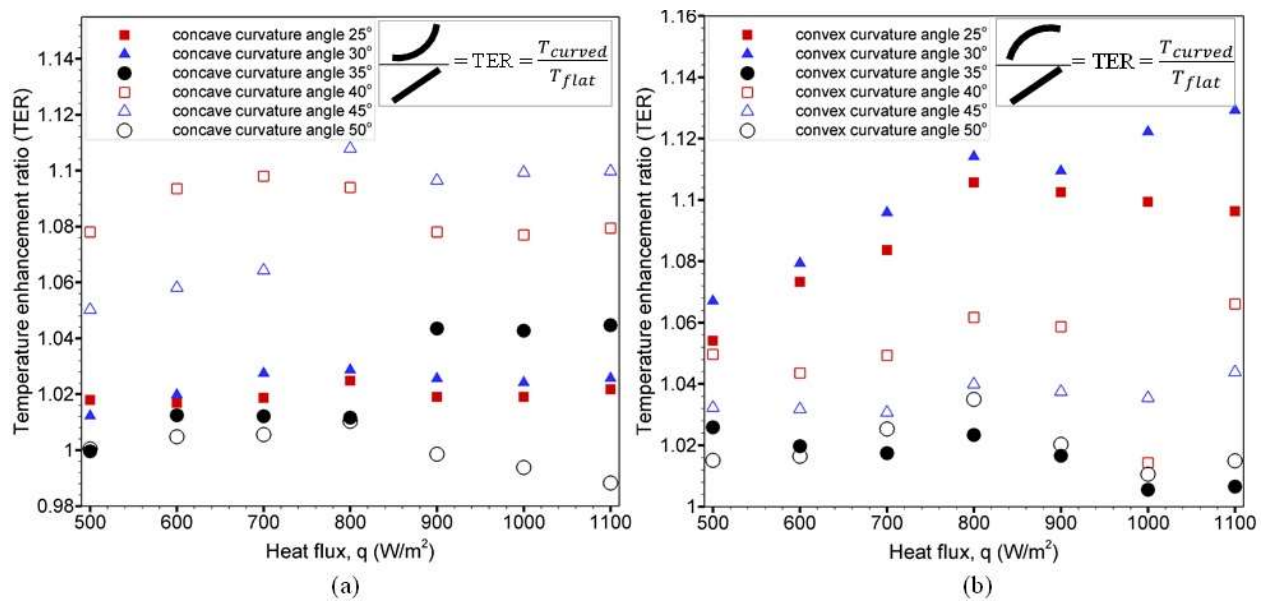 concave curvature angle 25°
concave curvature angle 30°
concave curvature angle 35°
concave curvature angle 40°
concave curvature angle 45°
concave curvature angle 50°
= TER = T_curved / T_flat
Temperature enhancement ratio (TER)
1.14
1.12
1.1
1.08
1.06
1.04
1.02
1
0.98
500 600 700 800 900 1000 1100
Heat flux, q (W/m²)
(a)
1.16
convex curvature angle 25°
convex curvature angle 30°
convex curvature angle 35°
convex curvature angle 40°
convex curvature angle 45°
convex curvature angle 50°
= TER = T_curved / T_flat
Temperature enhancement ratio (TER)
1.14
1.12
1.1
1.08
1.06
1.04
1.02
1
500 600 700 800 900 1000 1100
Heat flux, q (W/m²)
(b)